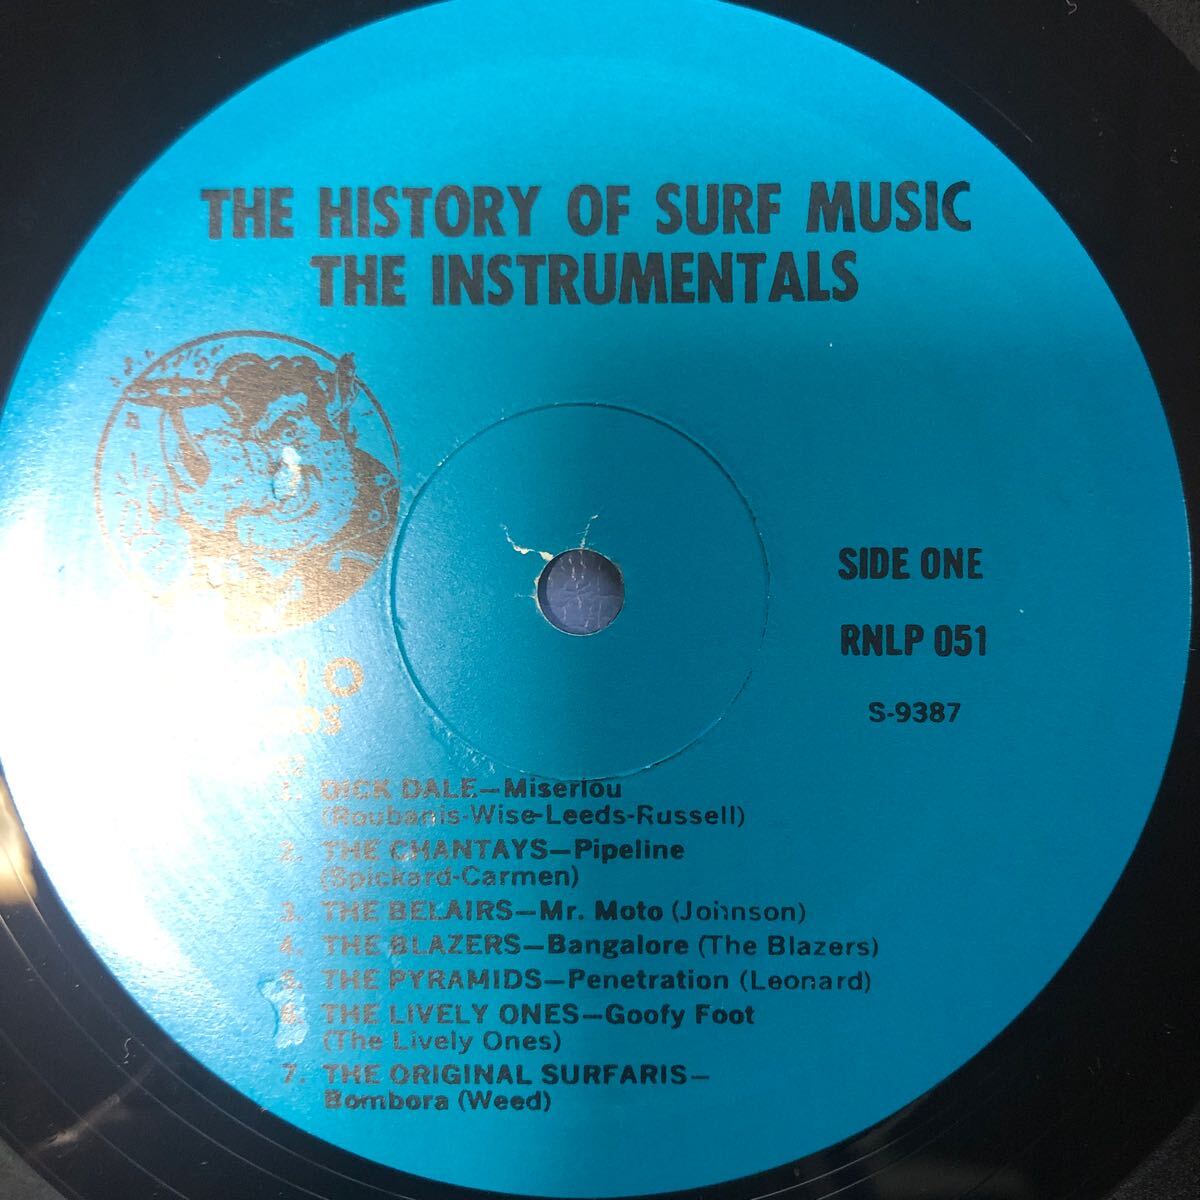 THE HISTORY OF SURF MUSIC
THE INSTRUMENTALS
SIDE ONE
RNLP 051
S-9387
1. DICK DALE—Miserlou
(Roubanis-Wise-Leeds-Russell)
2. THE CHANTAYS—Pipeline
(Spickard-Carmen)
3. THE BELAIRS—Mr. Moto (Johnson)
4. THE BLAZERS—Bangalore (The Blazers)
5. THE PYRAMIDS—Penetration (Leonard)
6. THE LIVELY ONES—Goofy Foot
(The Lively Ones)
7. THE ORIGINAL SURFARIS—
Bombora (Weed)